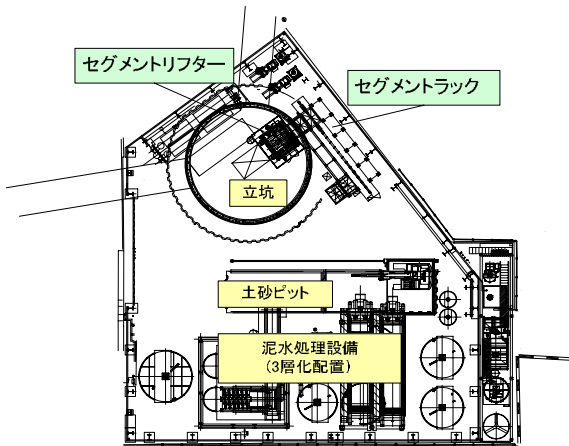 セグメントリフター
セグメントラック
立坑
土砂ピット
泥水処理設備
(3層化配置)